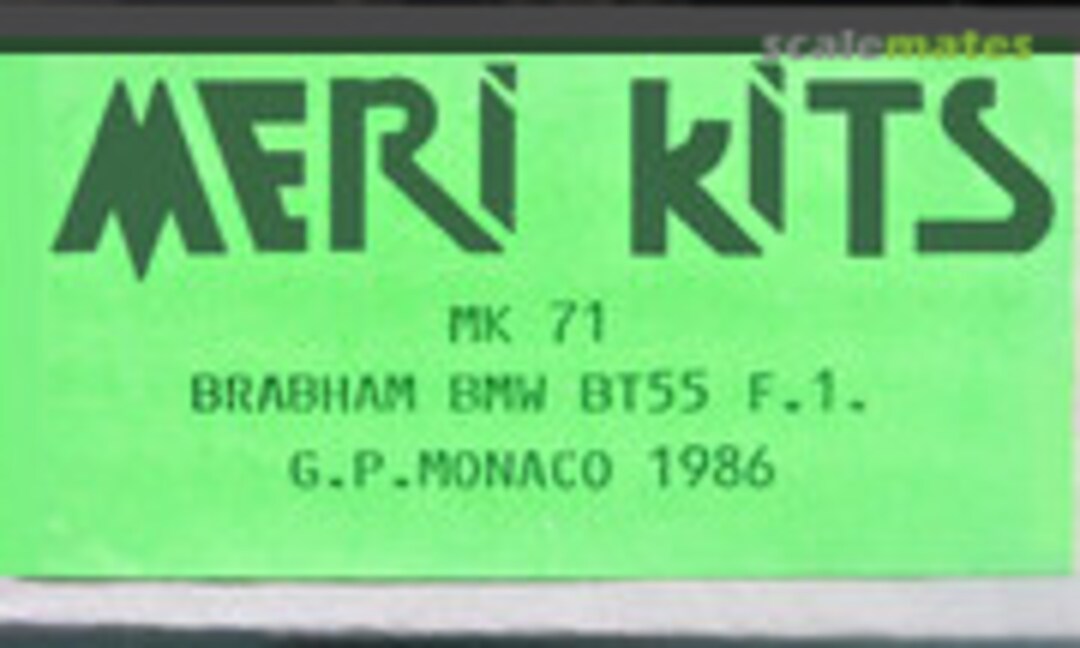 scalemates
MERI KITS
MK 71
BRABHAM BMW BT55 F.1.
G.P.MONACO 1986